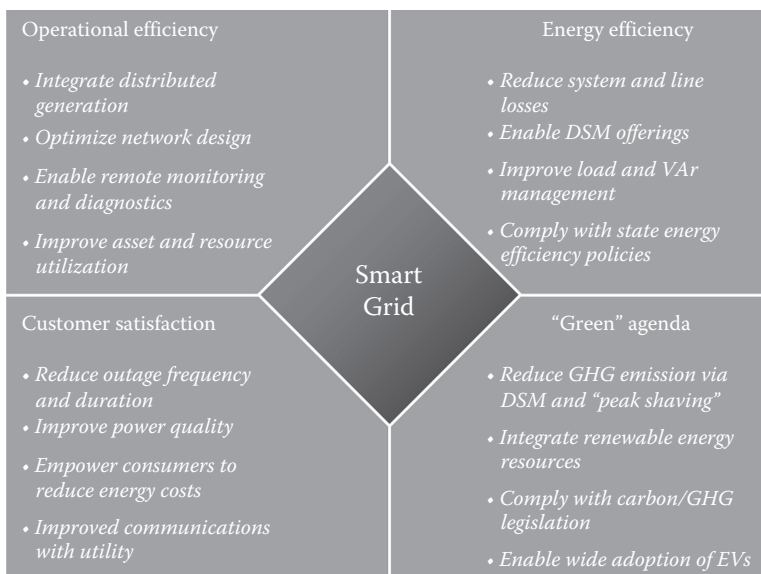 Operational efficiency
• Integrate distributed
generation
• Optimize network design
• Enable remote monitoring
and diagnostics
• Improve asset and resource
utilization
Energy efficiency
• Reduce system and line
losses
• Enable DSM offerings
• Improve load and VAr
management
• Comply with state energy
efficiency policies
Smart
Grid
Customer satisfaction
• Reduce outage frequency
and duration
• Improve power quality
• Empower consumers to
reduce energy costs
• Improved communications
with utility
“Green” agenda
• Reduce GHG emission via
DSM and “peak shaving”
• Integrate renewable energy
resources
• Comply with carbon/GHG
legislation
• Enable wide adoption of EVs